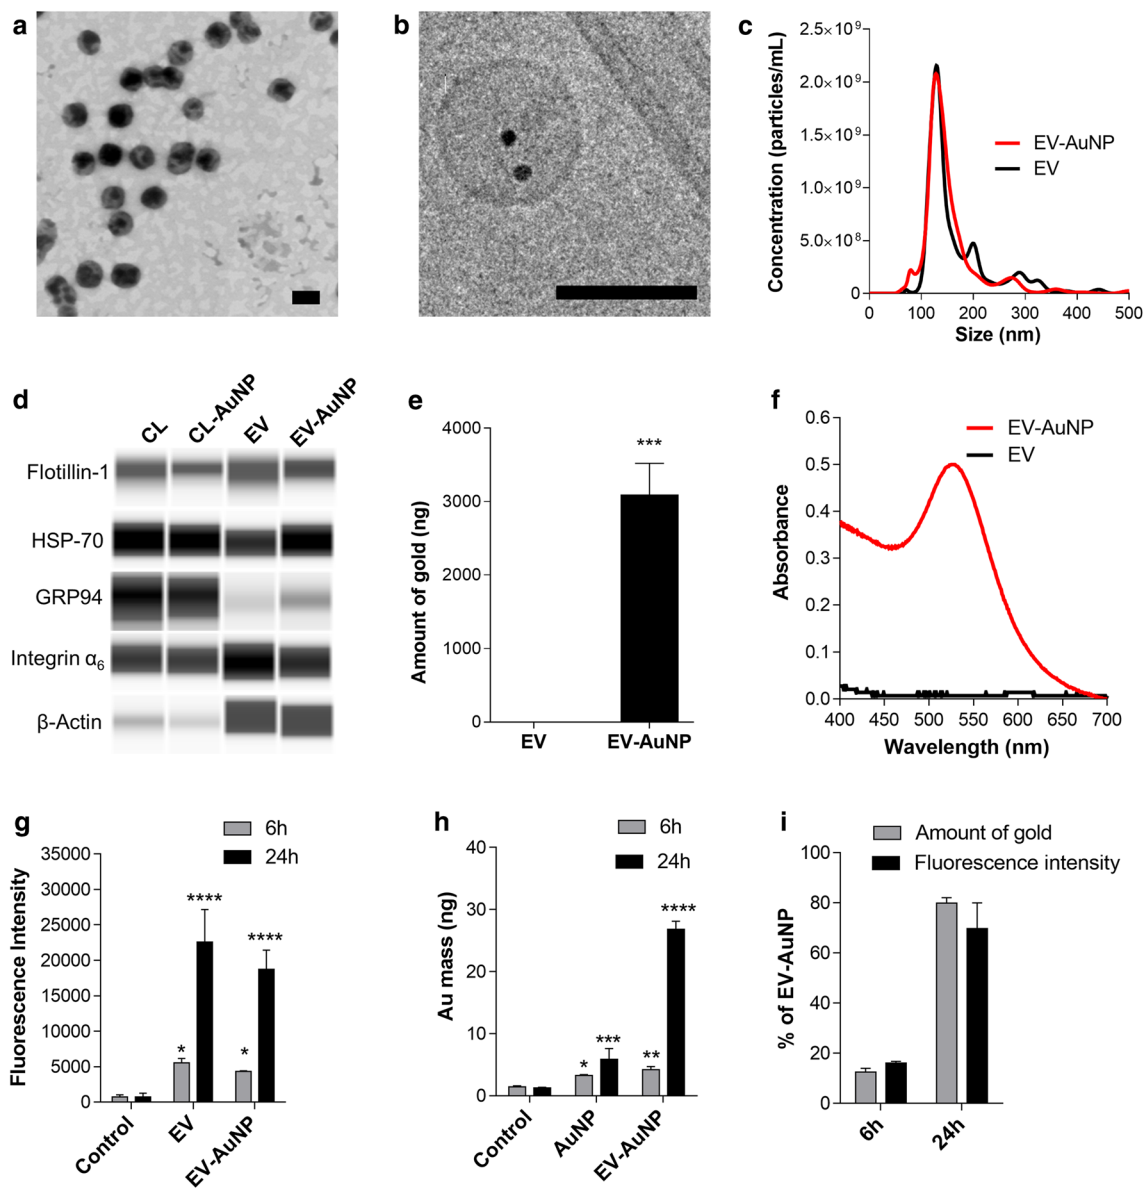 a
b
c
2.5×10⁹
2.0×10⁹
1.5×10⁹
1.0×10⁹
5.0×10⁸
0
Concentration (particles/mL)
EV-AuNP
EV
0 100 200 300 400 500
Size (nm)
d
CL
CL-AuNP
EV
EV-AuNP
Flotillin-1
HSP-70
GRP94
Integrin α₆
β-Actin
e
4000
3000
2000
1000
0
Amount of gold (ng)
***
EV EV-AuNP
f
0.6
0.5
0.4
0.3
0.2
0.1
0.0
Absorbance
EV-AuNP
EV
400 450 500 550 600 650 700
Wavelength (nm)
g
6h
24h
35000
30000
25000
20000
15000
10000
5000
0
Fluorescence Intensity
*
****
*
****
Control
EV
EV-AuNP
h
6h
24h
40
30
20
10
0
Au mass (ng)
*
***
**
****
Control
AuNP
EV-AuNP
i
Amount of gold
Fluorescence intensity
100
80
60
40
20
0
% of EV-AuNP
6h
24h